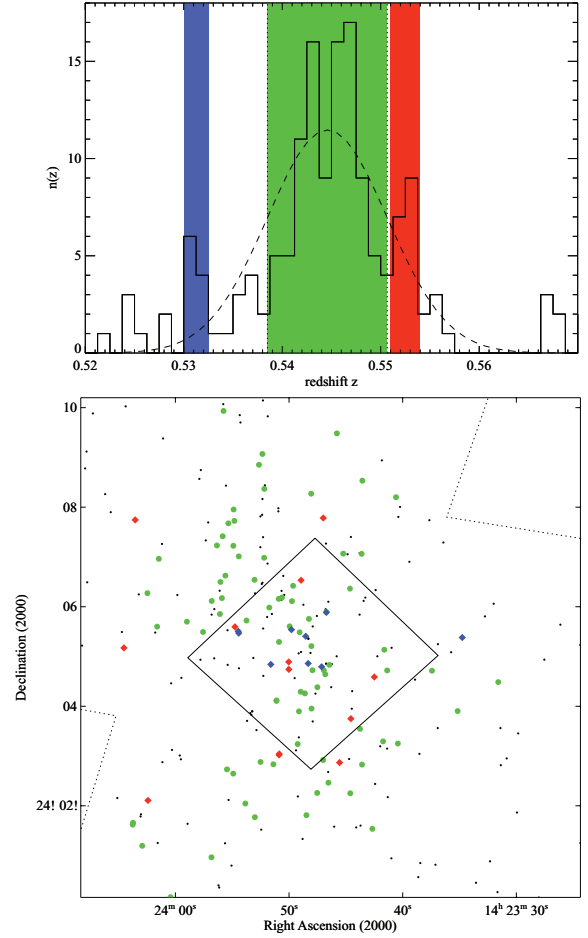 15
10
5
0
n(z)
0.52 0.53 0.54 0.55 0.56
redshift z
10
08
06
04
24! 02!
Declination (2000)
24ᵐ 00ˢ 50ˢ 40ˢ 14ʰ 23ᵐ 30ˢ
Right Ascension (2000)